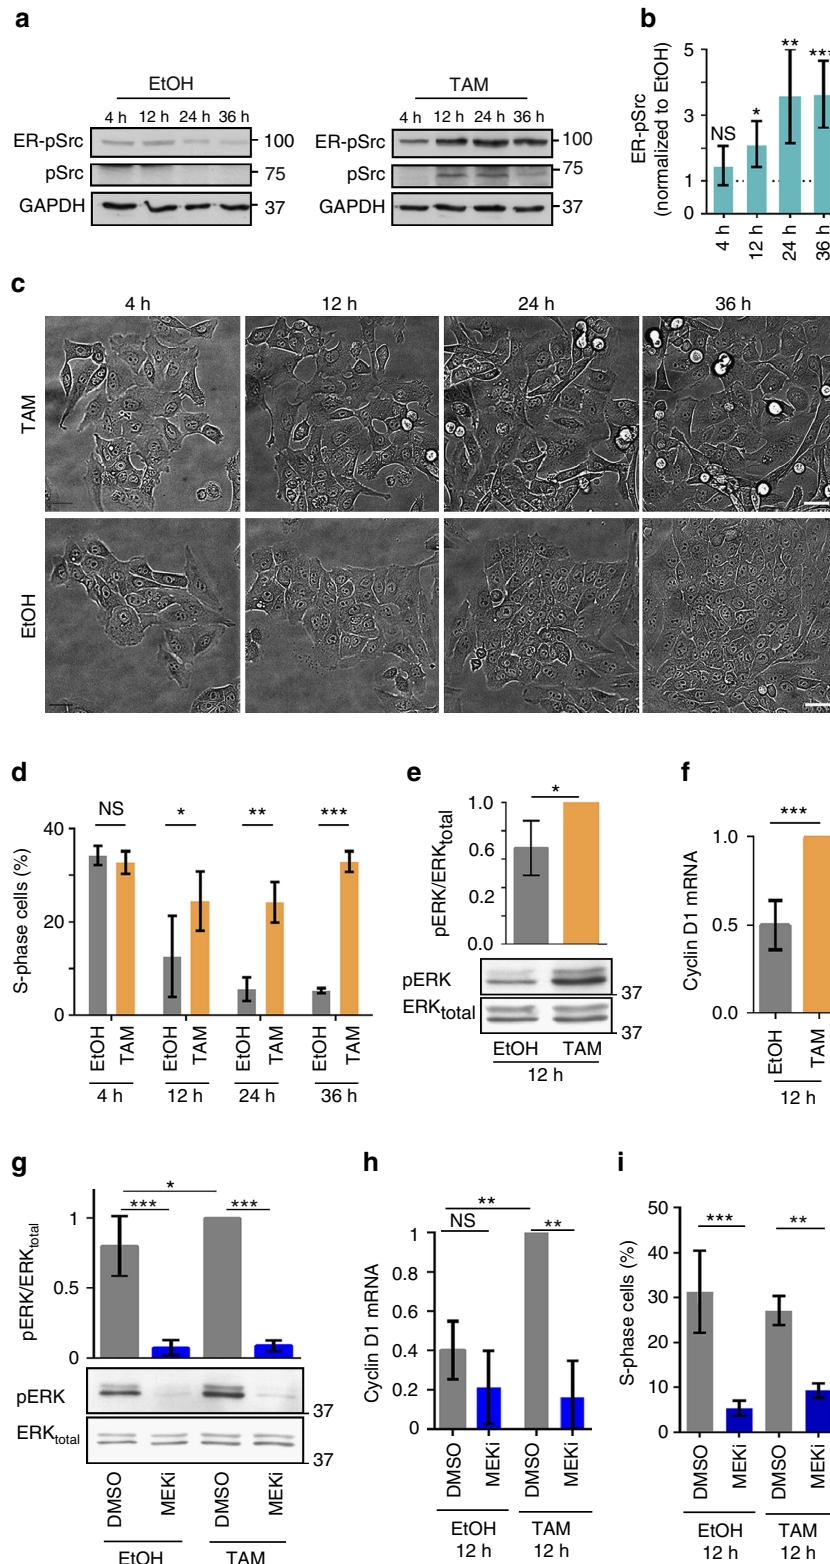 a
EtOH
4 h 12 h 24 h 36 h
ER-pSrc
100
pSrc
75
GAPDH
37
TAM
4 h 12 h 24 h 36 h
ER-pSrc
100
pSrc
75
GAPDH
37
b
ER-pSrc
(normalized to EtOH)
5
3
1
0
NS
*
**
***
4 h
12 h
24 h
36 h
c
4 h 12 h 24 h 36 h
TAM
EtOH
d
S-phase cells (%)
40
20
0
NS
*
**
***
EtOH TAM EtOH TAM EtOH TAM EtOH TAM
4 h 12 h 24 h 36 h
e
pERK/ERKtotal
1.0
0.6
0.2
0.0
*
pERK
37
ERKtotal
37
EtOH TAM
12 h
f
Cyclin D1 mRNA
1.0
0.5
0.0
***
EtOH TAM
12 h
g
pERK/ERKtotal
1
0.5
0
*
*** ***
pERK
37
ERKtotal
37
DMSO MEKi DMSO MEKi
EtOH TAM
h
Cyclin D1 mRNA
1
0.8
0.6
0.4
0.2
0
**
NS **
DMSO MEKi DMSO MEKi
EtOH TAM
12 h 12 h
i
S-phase cells (%)
50
40
30
20
10
0
*** **
DMSO MEKi DMSO MEKi
EtOH TAM
12 h 12 h